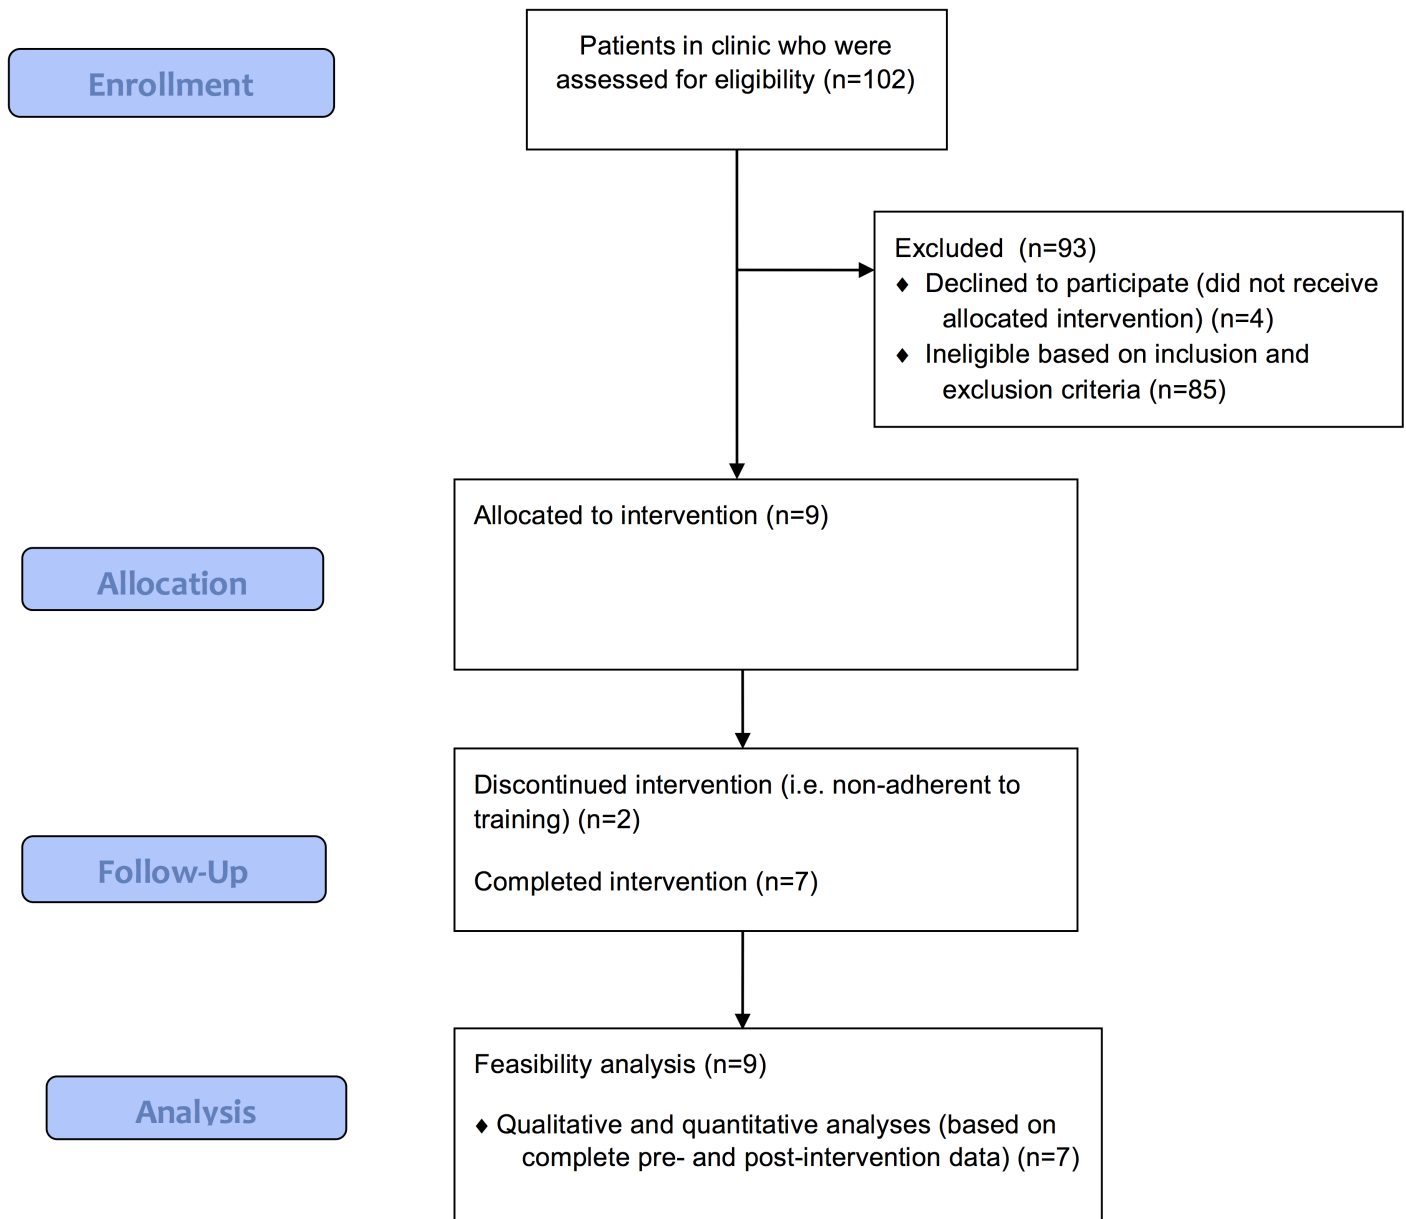 Enrollment
Patients in clinic who were
assessed for eligibility (n=102)
Excluded  (n=93)
♦ Declined to participate (did not receive
allocated intervention) (n=4)
♦ Ineligible based on inclusion and
exclusion criteria (n=85)
Allocation
Allocated to intervention (n=9)
Follow-Up
Discontinued intervention (i.e. non-adherent to
training) (n=2)
Completed intervention (n=7)
Analysis
Feasibility analysis (n=9)
♦ Qualitative and quantitative analyses (based on
complete pre- and post-intervention data) (n=7)